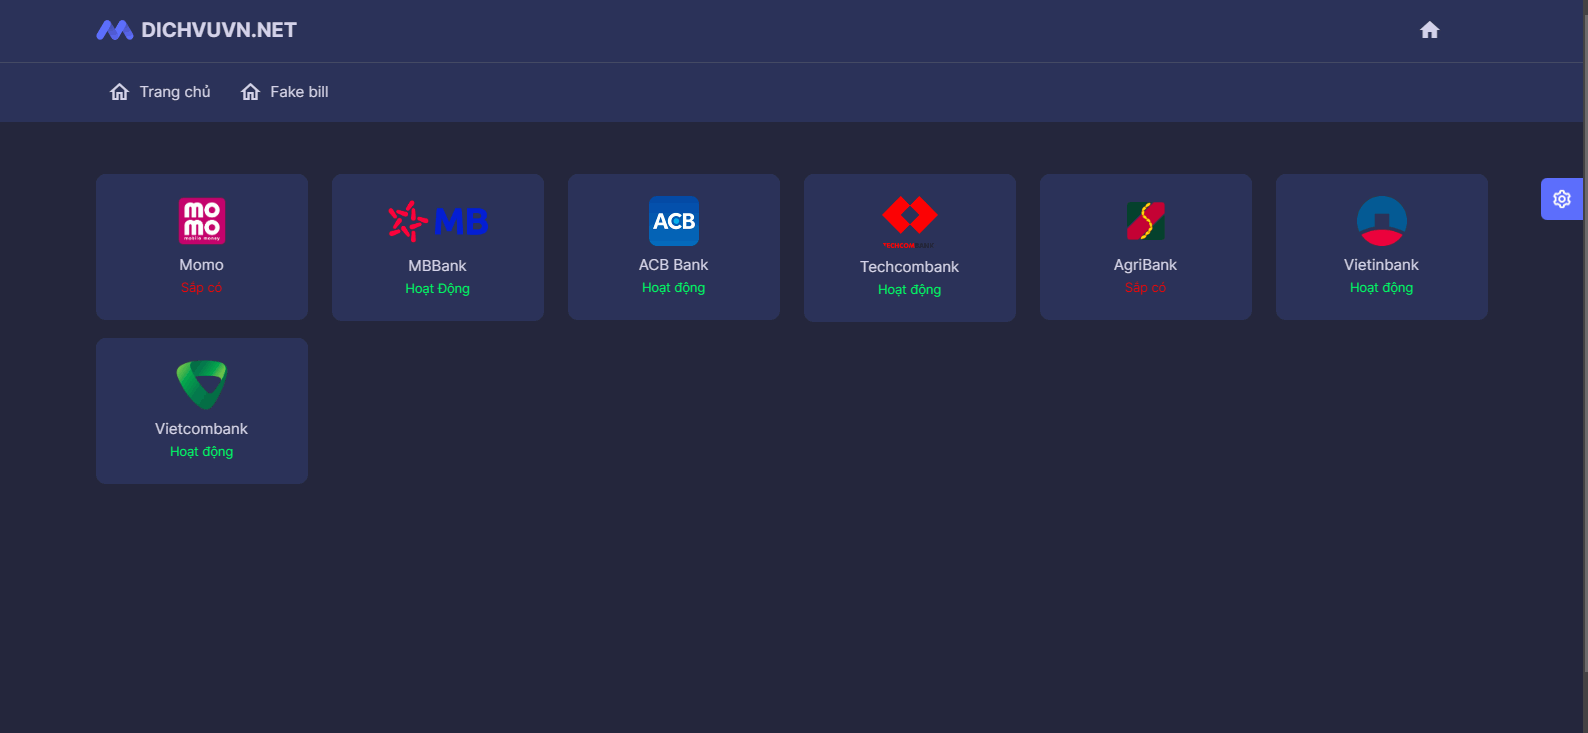 DICHVUVN.NET
Trang chủ
Fake bill
mo
mo
mobile money
Momo
Sắp có
MB
MBBank
Hoạt Động
ACB
ACB Bank
Hoạt động
TECHCOMBANK
Techcombank
Hoạt động
AgriBank
Sắp có
Vietinbank
Hoạt động
Vietcombank
Hoạt động